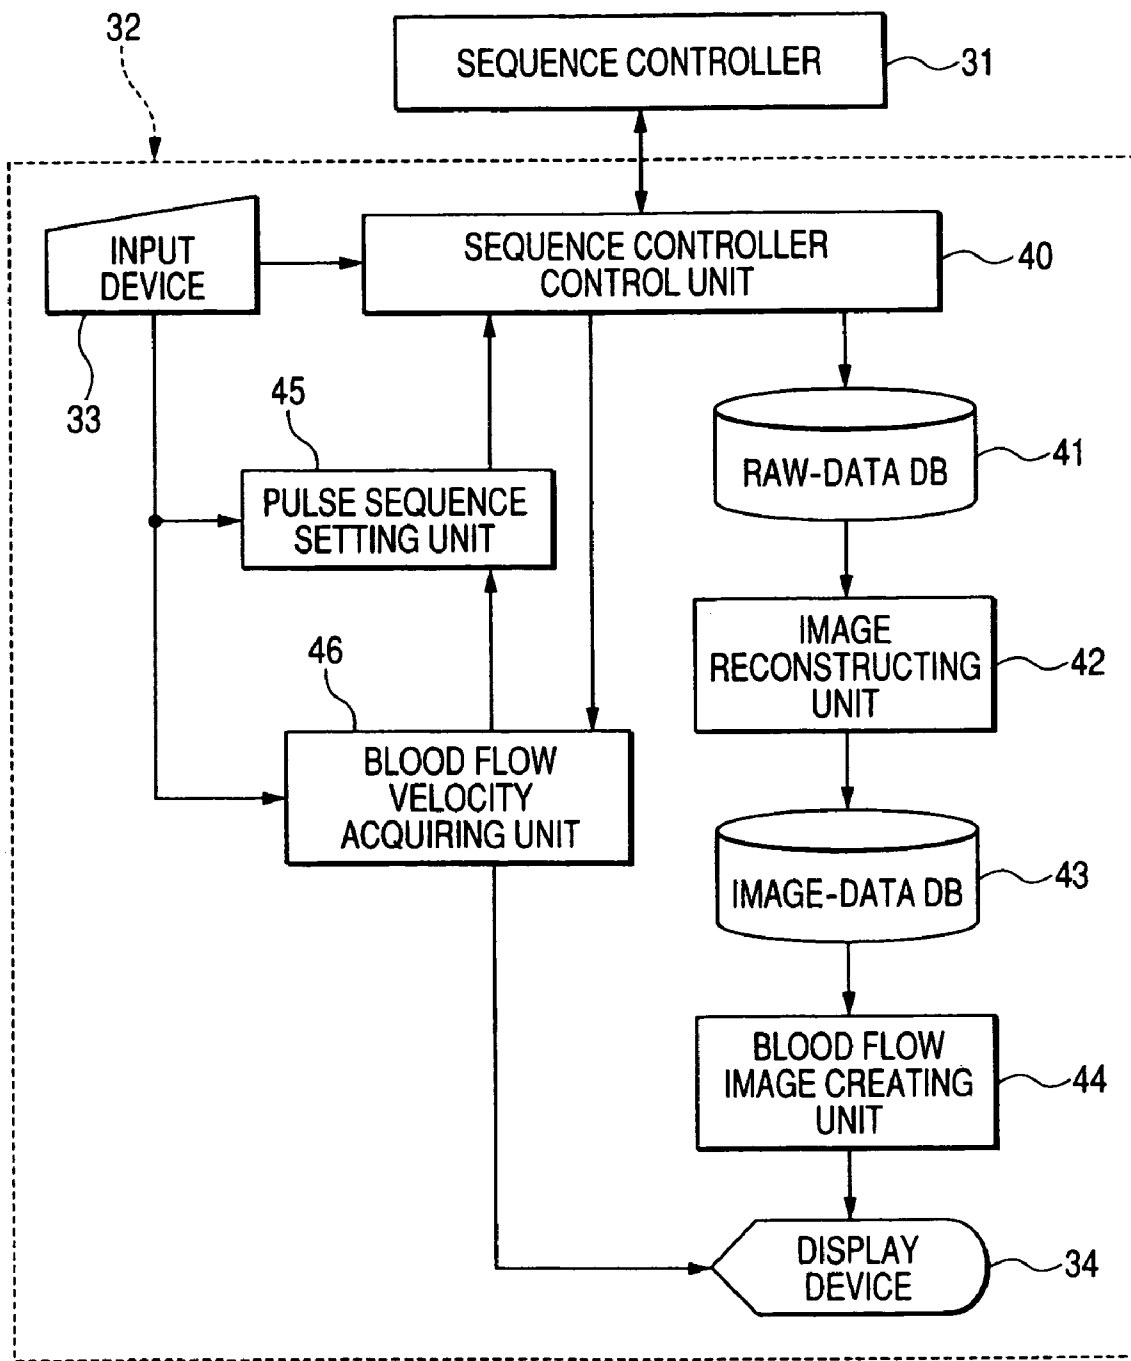 32
SEQUENCE CONTROLLER
31
INPUT
DEVICE
33
SEQUENCE CONTROLLER
CONTROL UNIT
40
45
PULSE SEQUENCE
SETTING UNIT
RAW-DATA DB
41
46
BLOOD FLOW
VELOCITY
ACQUIRING UNIT
IMAGE
RECONSTRUCTING
UNIT
42
IMAGE-DATA DB
43
BLOOD FLOW
IMAGE CREATING
UNIT
44
DISPLAY
DEVICE
34